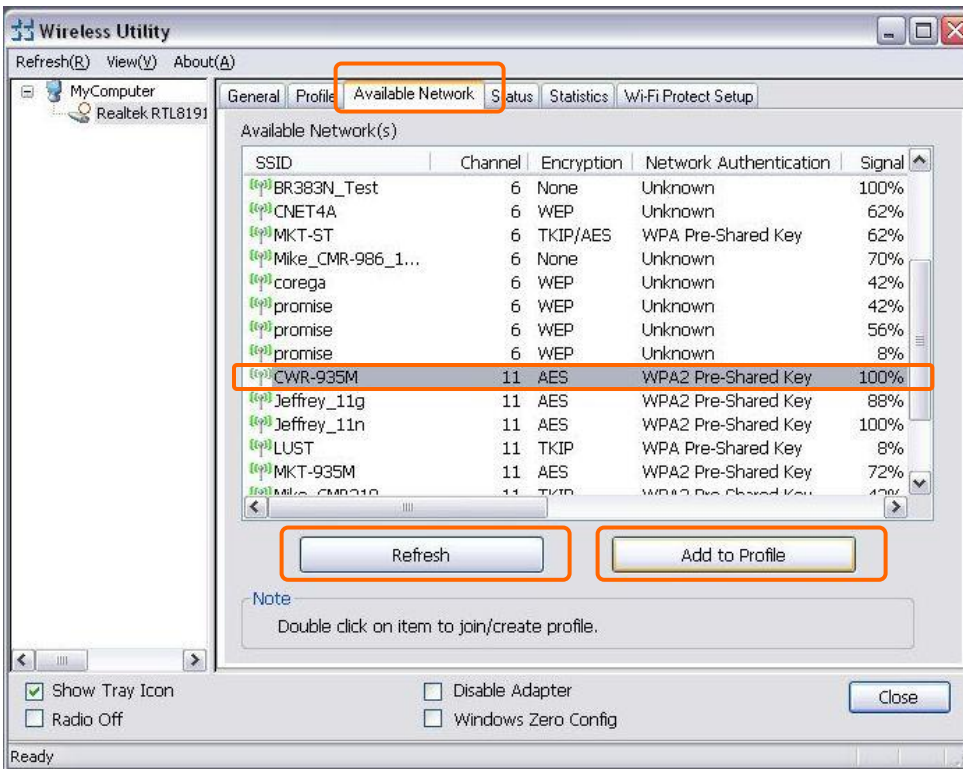 Wireless Utility
Refresh(R) View(V) About(A)
MyComputer
Realtek RTL8191
General Profile Available Network Status Statistics Wi-Fi Protect Setup
Available Network(s)
SSID Channel Encryption Network Authentication Signal
BR383N_Test 6 None Unknown 100%
CNET4A 6 WEP Unknown 62%
MKT-ST 6 TKIP/AES WPA Pre-Shared Key 62%
Mike_CMR-986_1... 6 None Unknown 70%
corega 6 WEP Unknown 42%
promise 6 WEP Unknown 42%
promise 6 WEP Unknown 56%
promise 6 WEP Unknown 8%
CWR-935M 11 AES WPA2 Pre-Shared Key 100%
Jeffrey_11g 11 AES WPA2 Pre-Shared Key 88%
Jeffrey_11n 11 AES WPA2 Pre-Shared Key 100%
LUST 11 TKIP WPA Pre-Shared Key 8%
MKT-935M 11 AES WPA2 Pre-Shared Key 72%
11 TKIP Pre-Shared Key
Refresh Add to Profile
Note
Double click on item to join/create profile.
Show Tray Icon Disable Adapter Close
Radio Off Windows Zero Config
Ready